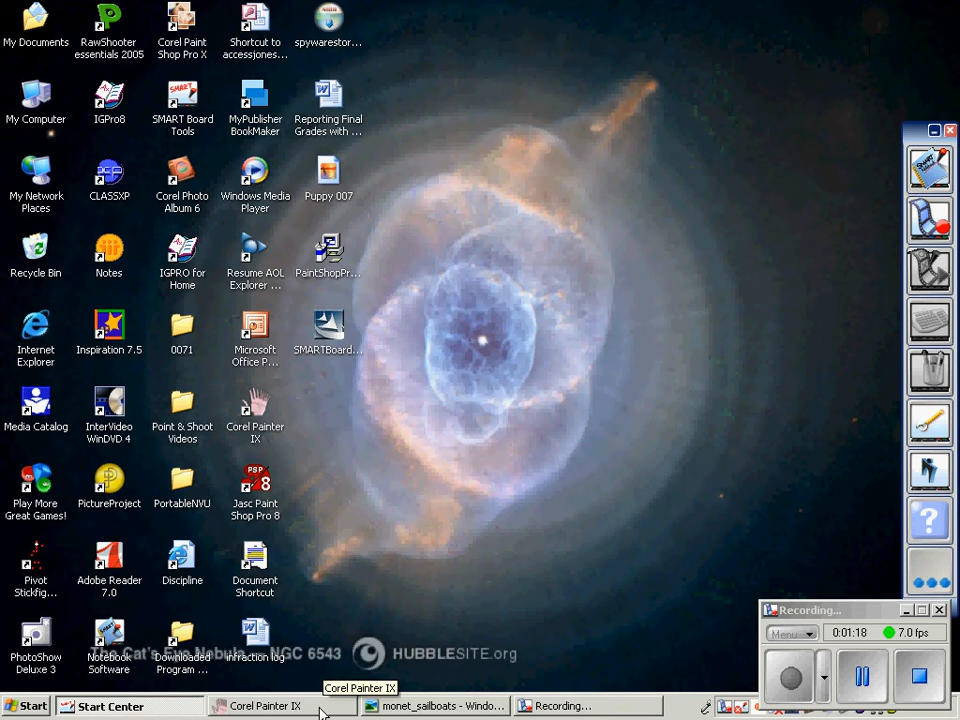 My Documents
RawShooter
essentials 2005
Corel Paint
Shop Pro X
Shortcut to
accessjones...
spywarestor...
My Computer
IGPro8
SMART Board
Tools
MyPublisher
BookMaker
Reporting Final
Grades with ...
My Network
Places
CLASSXP
Corel Photo
Album 6
Windows Media
Player
Puppy 007
Recycle Bin
Notes
IGPRO for
Home
Resume AOL
Explorer ...
PaintShopPr...
Internet
Explorer
Inspiration 7.5
0071
Microsoft
Office P...
SMARTBoard...
Media Catalog
InterVideo
WinDVD 4
Point & Shoot
Videos
Corel Painter
IX
Play More
Great Games!
PictureProject
PortableNVU
Jasc Paint
Shop Pro 8
Pivot
Stickfig...
Adobe Reader
7.0
Discipline
Document
Shortcut
PhotoShow
Deluxe 3
Notebook
Software
Downloaded
Program ...
infraction log
The Cat's Eye Nebula — NGC 6543
HUBBLESITE.org
Recording...
Menu
0:01:18
7.0 fps
Corel Painter IX
Start
Start Center
Corel Painter IX
monet_sailboats - Windo...
Recording...